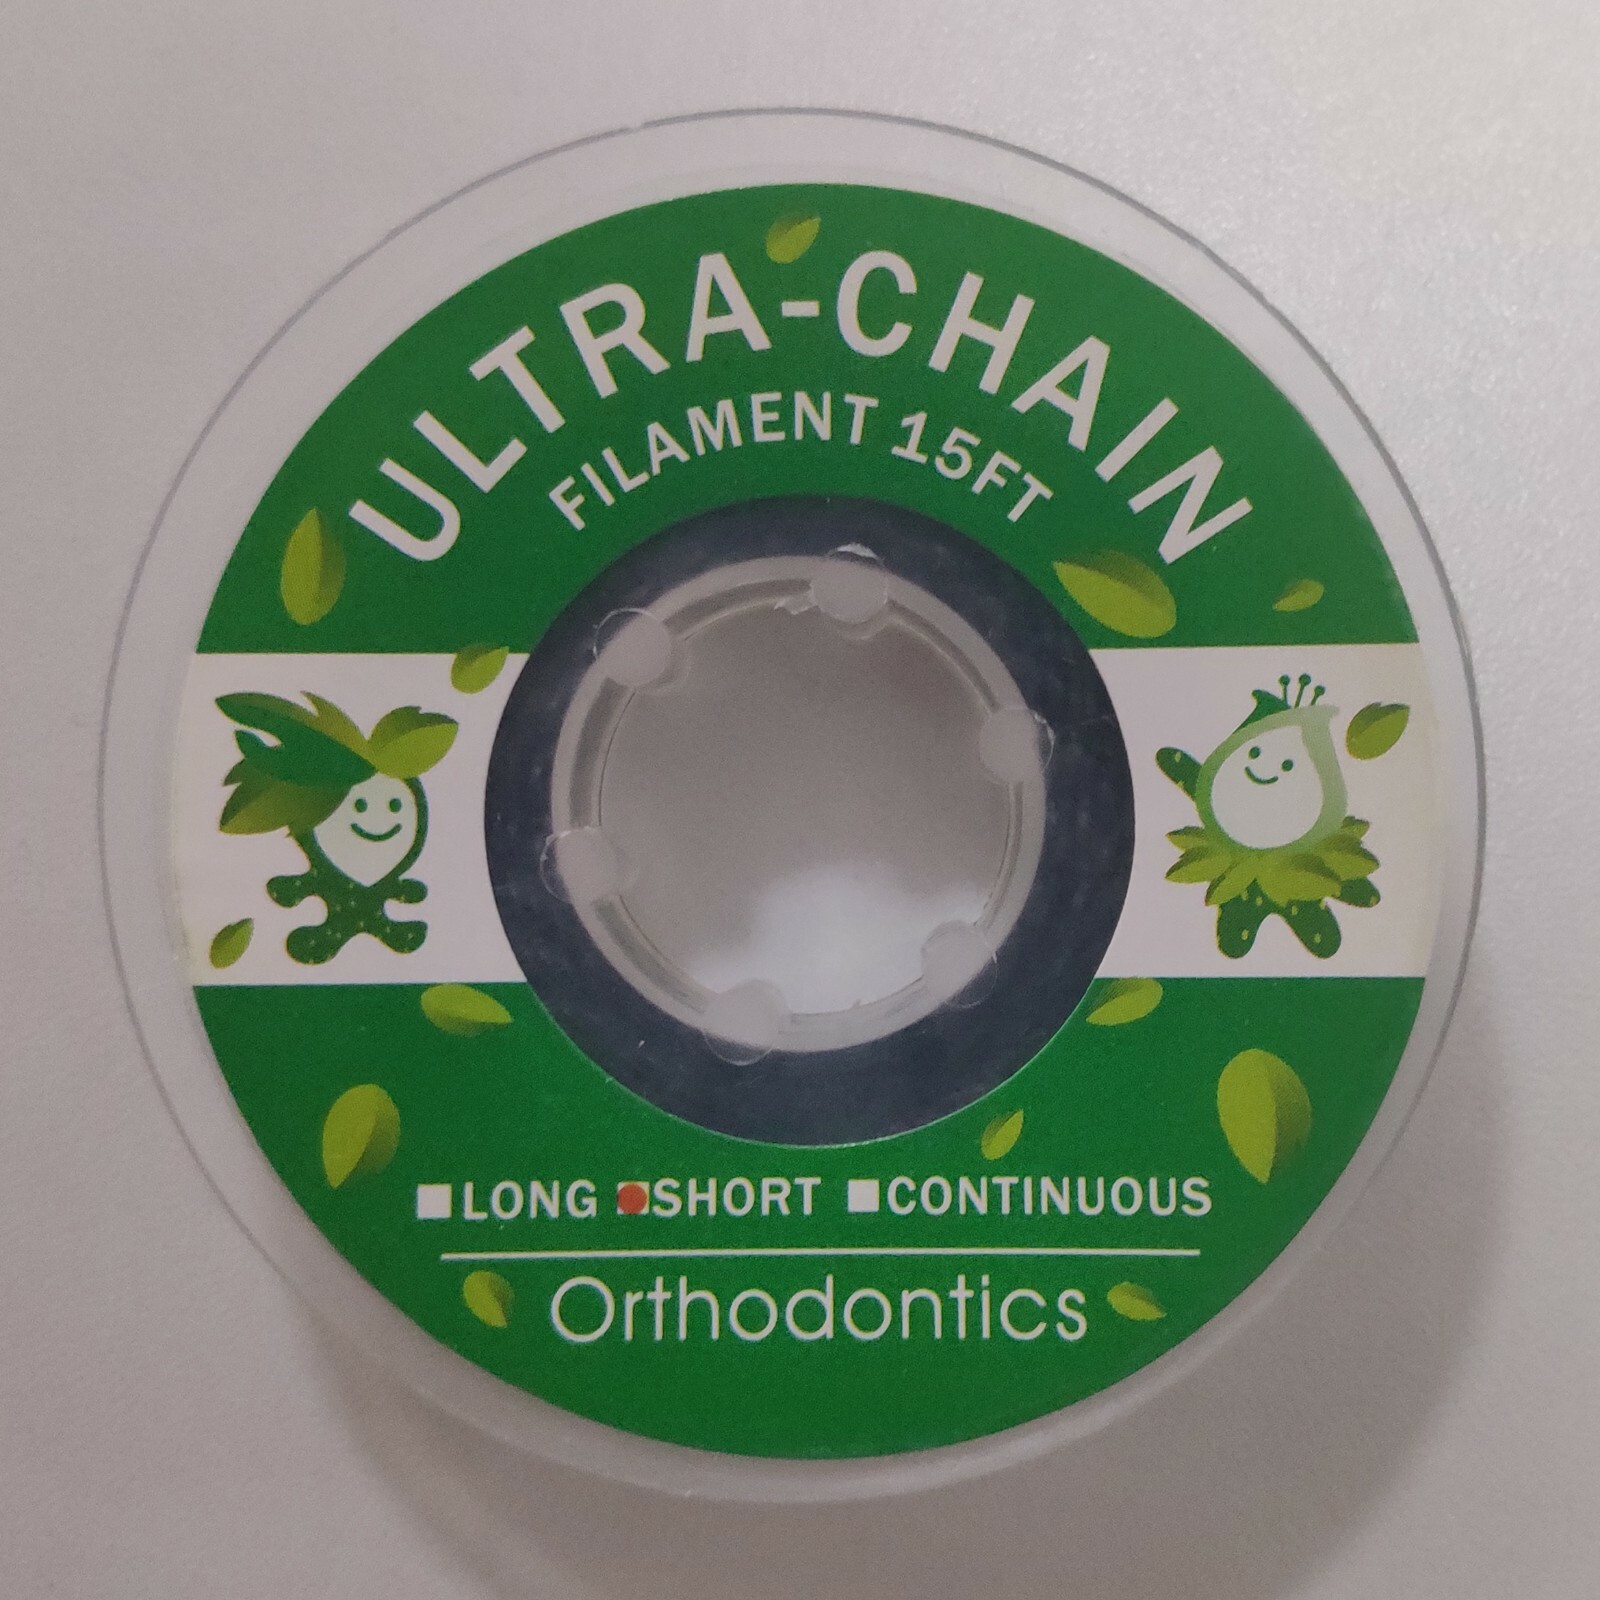 ULTRA-CHAIN
FILAMENT 15FT
LONG SHORT CONTINUOUS
Orthodontics